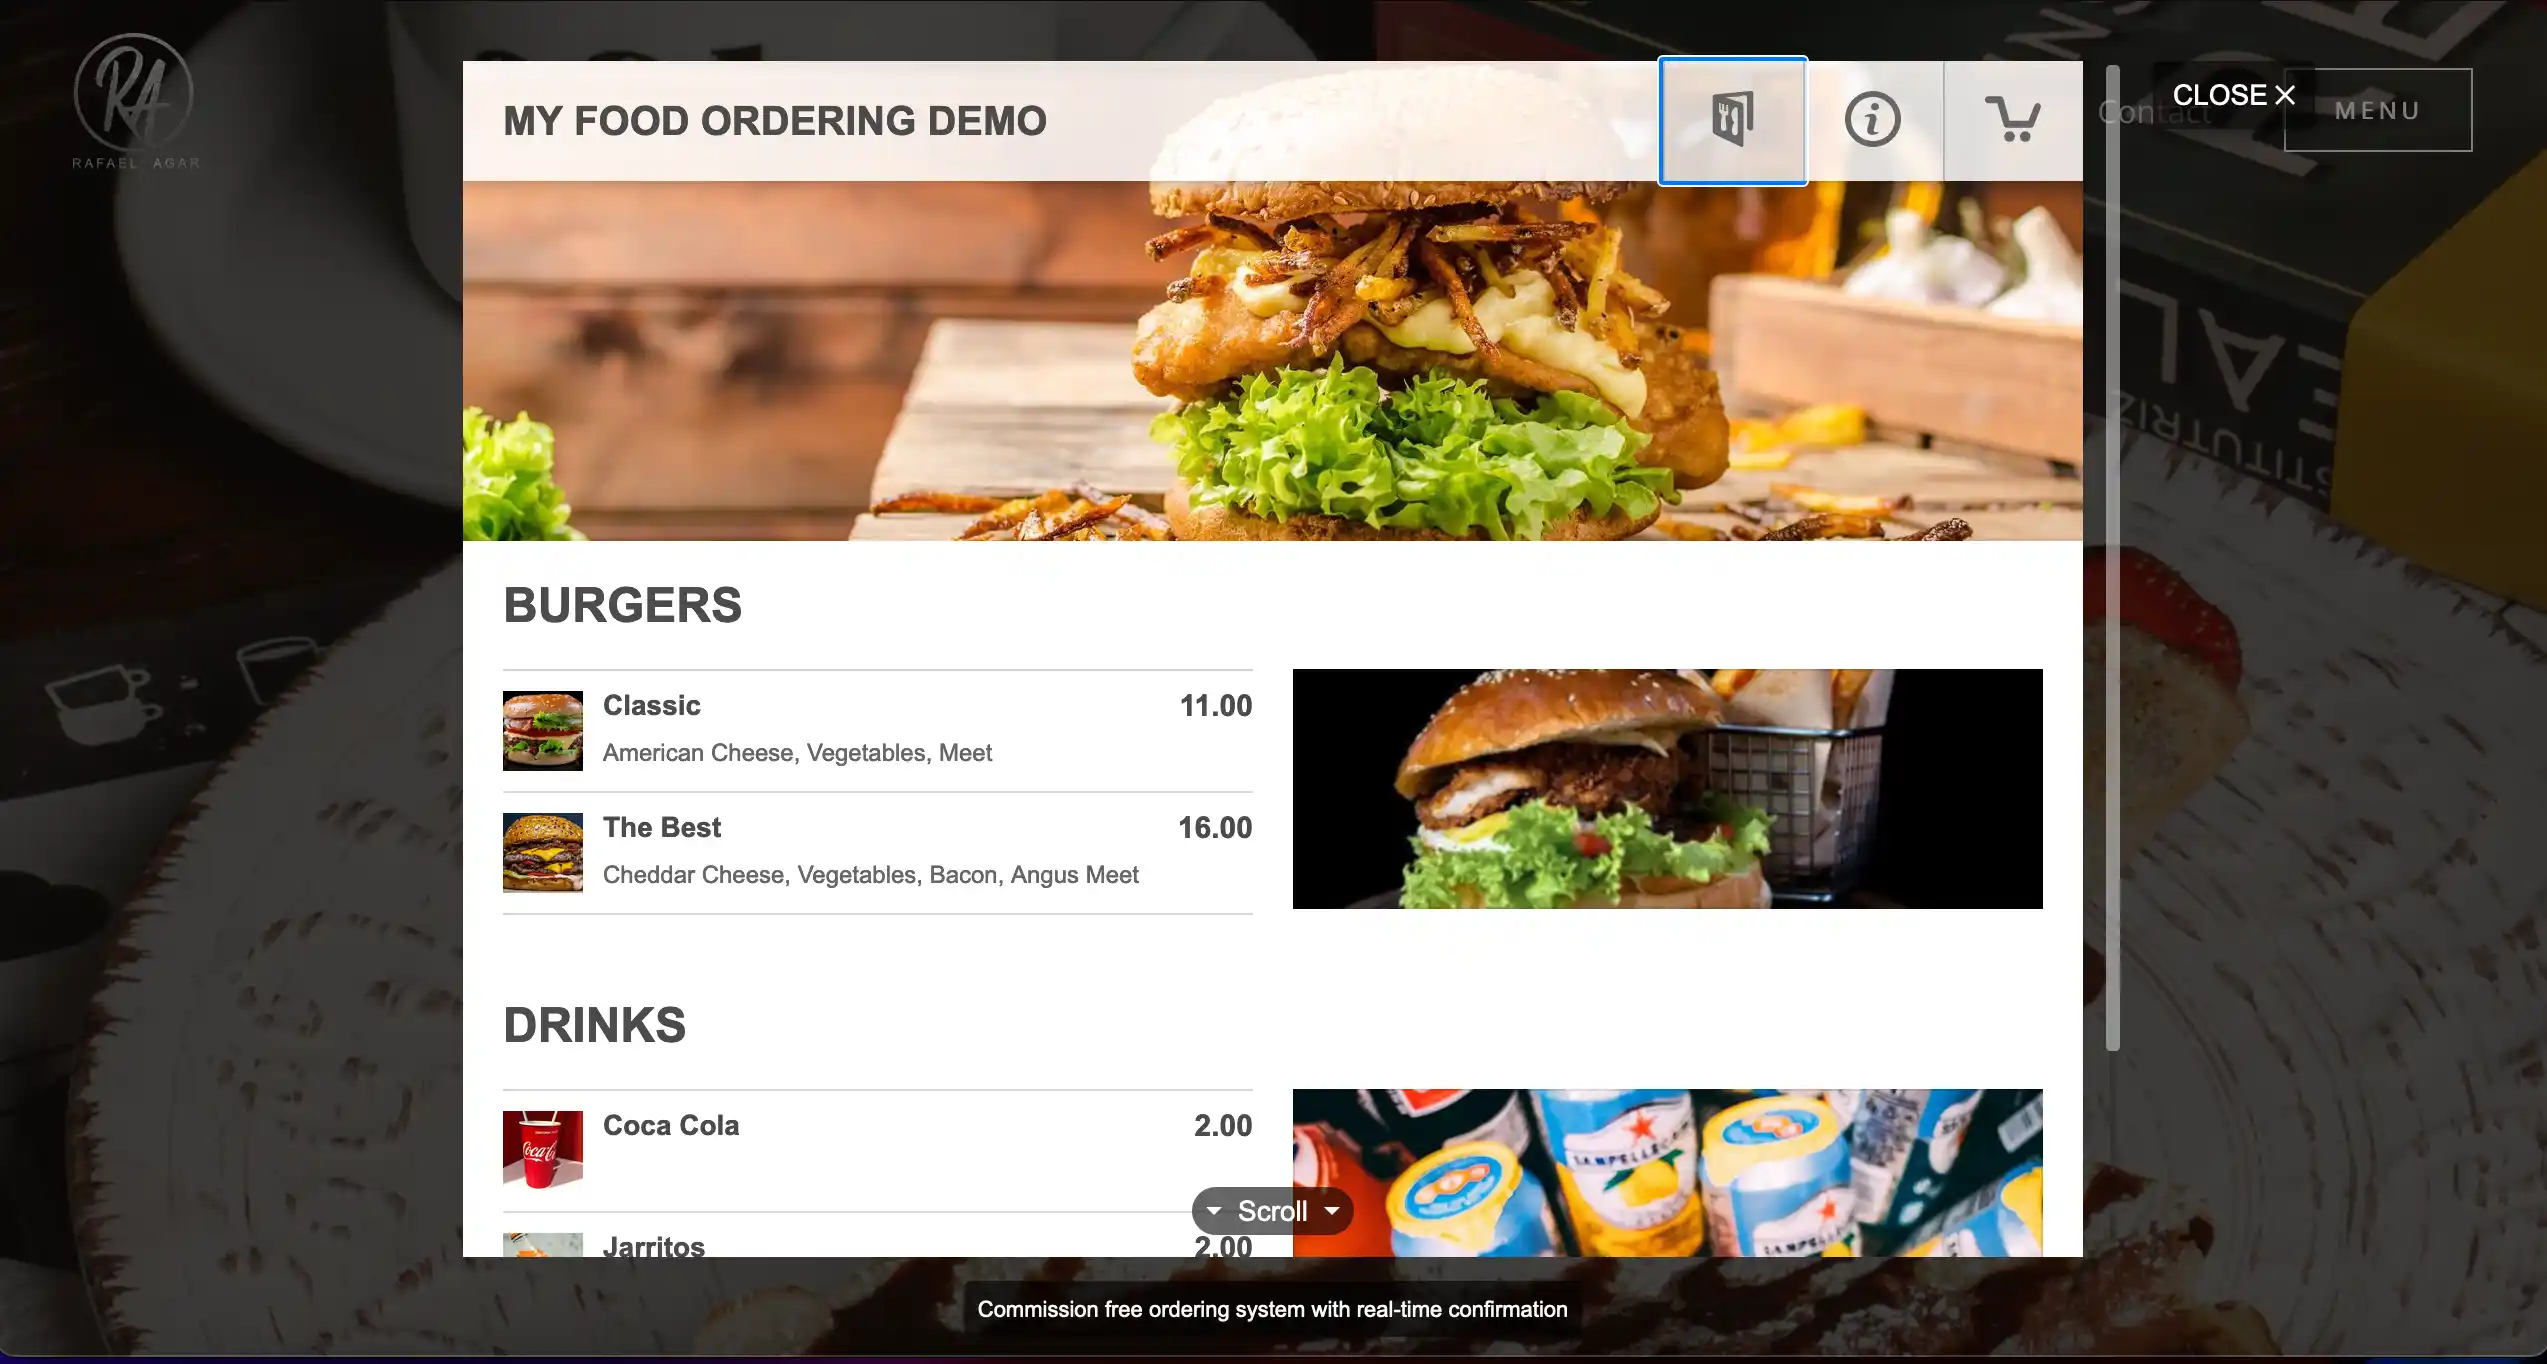 RA
RAFAEL AGAR
MY FOOD ORDERING DEMO
CLOSE ×
Contact
MENU
BURGERS
Classic 11.00
American Cheese, Vegetables, Meet
The Best 16.00
Cheddar Cheese, Vegetables, Bacon, Angus Meet
DRINKS
Coca Cola 2.00
Scroll
Jarritos 2.00
Commission free ordering system with real-time confirmation